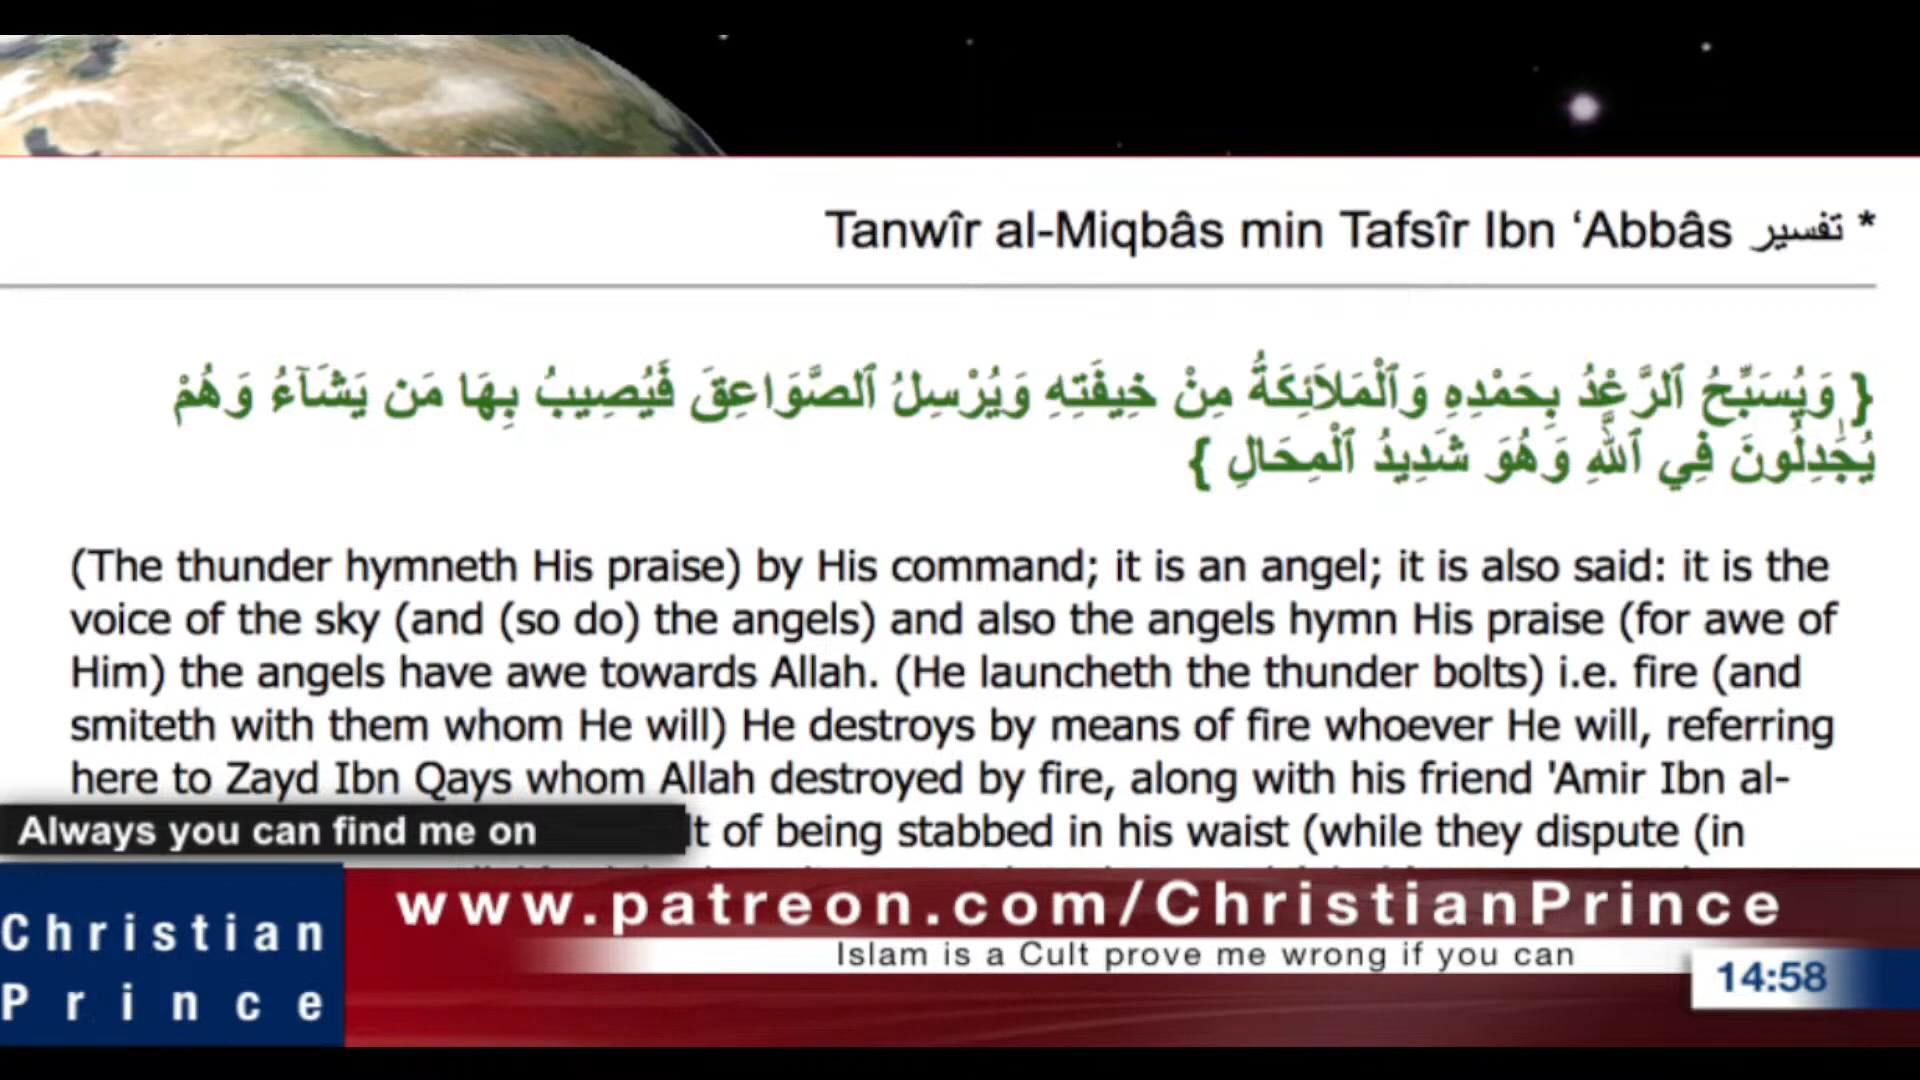 Tanwîr al-Miqbâs min Tafsîr Ibn ‘Abbâs تفسير *
{ وَيُسَبِّحُ ٱلرَّعْدُ بِحَمْدِهِ وَٱلْمَلاَئِكَةُ مِنْ خِيفَتِهِ وَيُرْسِلُ ٱلصَّوَاعِقَ فَيُصِيبُ بِهَا مَن يَشَآءُ وَهُمْ
يُجَٰدِلُونَ فِي ٱللَّهِ وَهُوَ شَدِيدُ ٱلْمِحَالِ }
(The thunder hymneth His praise) by His command; it is an angel; it is also said: it is the
voice of the sky (and (so do) the angels) and also the angels hymn His praise (for awe of
Him) the angels have awe towards Allah. (He launcheth the thunder bolts) i.e. fire (and
smiteth with them whom He will) He destroys by means of fire whoever He will, referring
here to Zayd Ibn Qays whom Allah destroyed by fire, along with his friend 'Amir Ibn al-
of being stabbed in his waist (while they dispute (in
Always you can find me on
www.patreon.com/ChristianPrince
Islam is a Cult prove me wrong if you can
Christian
Prince
14:58